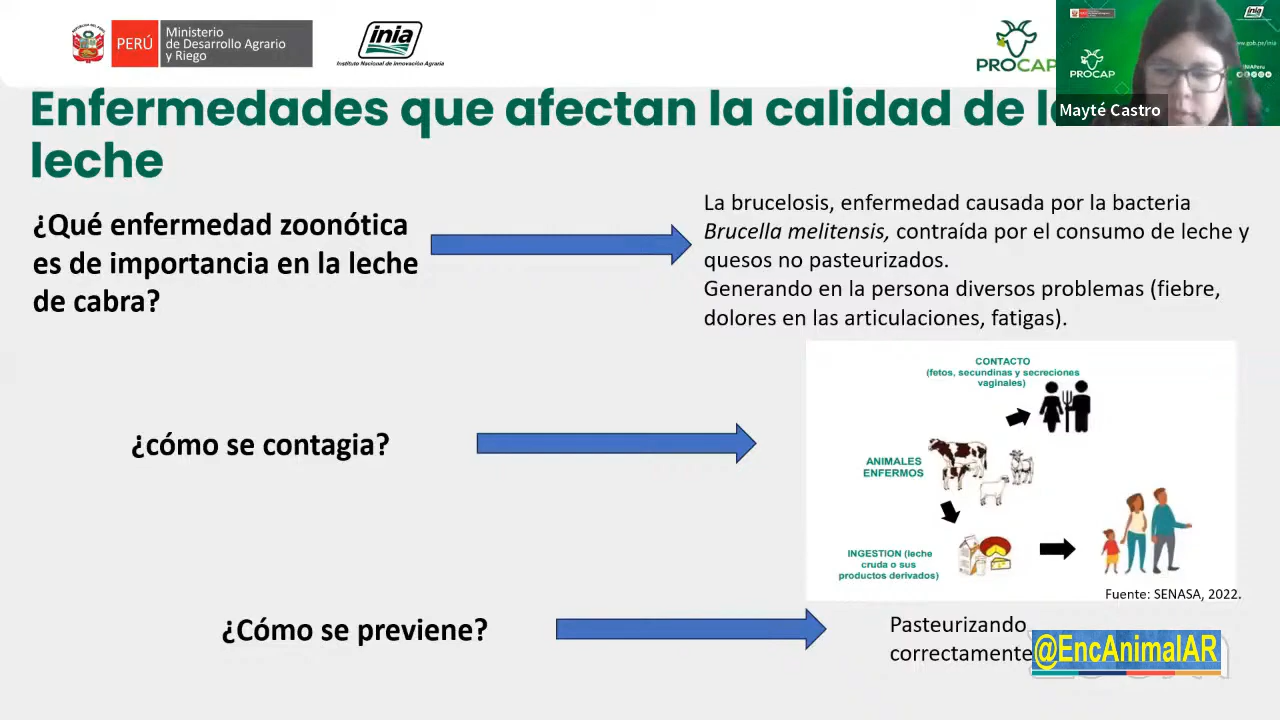 PERÚ
Ministerio
de Desarrollo Agrario
y Riego
inia
Instituto Nacional de Innovación Agraria
PROCAP
PROCAP
inia
Mayté Castro
Enfermedades que afectan la calidad de
leche
¿Qué enfermedad zoonótica
es de importancia en la leche
de cabra?
La brucelosis, enfermedad causada por la bacteria
Brucella melitensis, contraída por el consumo de leche y
quesos no pasteurizados.
Generando en la persona diversos problemas (fiebre,
dolores en las articulaciones, fatigas).
¿cómo se contagia?
CONTACTO
(fetos, secundinas y secreciones
vaginales)
ANIMALES
ENFERMOS
INGESTION (leche
cruda o sus
productos derivados)
Fuente: SENASA, 2022.
¿Cómo se previene?
Pasteurizando
correctamente
@EncAnimalAR